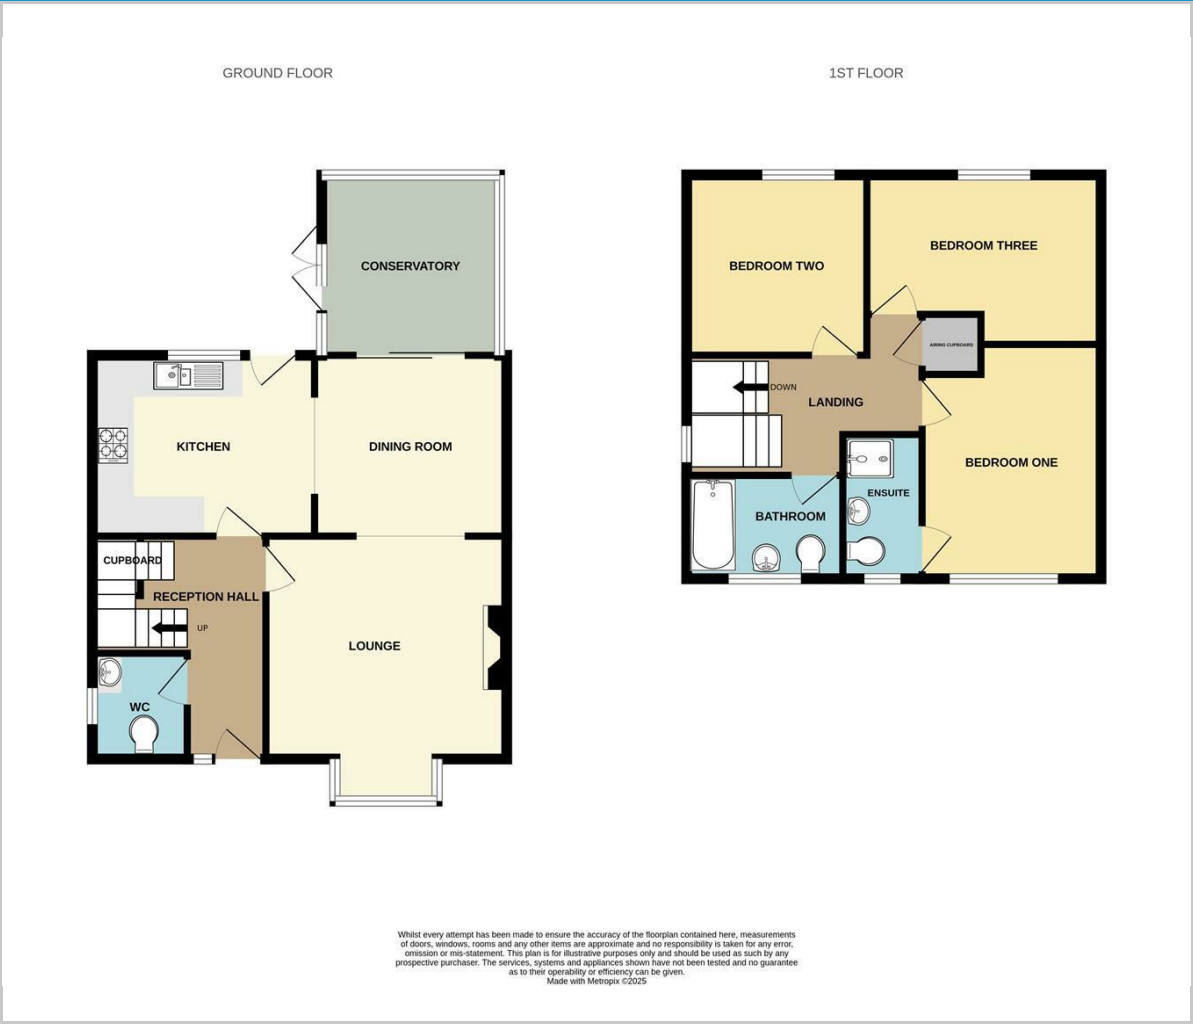 GROUND FLOOR
1ST FLOOR
CONSERVATORY
KITCHEN
DINING ROOM
CUPBOARD
RECEPTION HALL
UP
LOUNGE
WC
BEDROOM TWO
BEDROOM THREE
AIRING CUPBOARD
DOWN
LANDING
BEDROOM ONE
ENSUITE
BATHROOM
Whilst every attempt has been made to ensure the accuracy of the floorplan contained here, measurements
of doors, windows, rooms and any other items are approximate and no responsibility is taken for any error,
omission or mis-statement. This plan is for illustrative purposes only and should be used as such by any
prospective purchaser. The services, systems and appliances shown have not been tested and no guarantee
as to their operability or efficiency can be given.
Made with Metropix ©2025